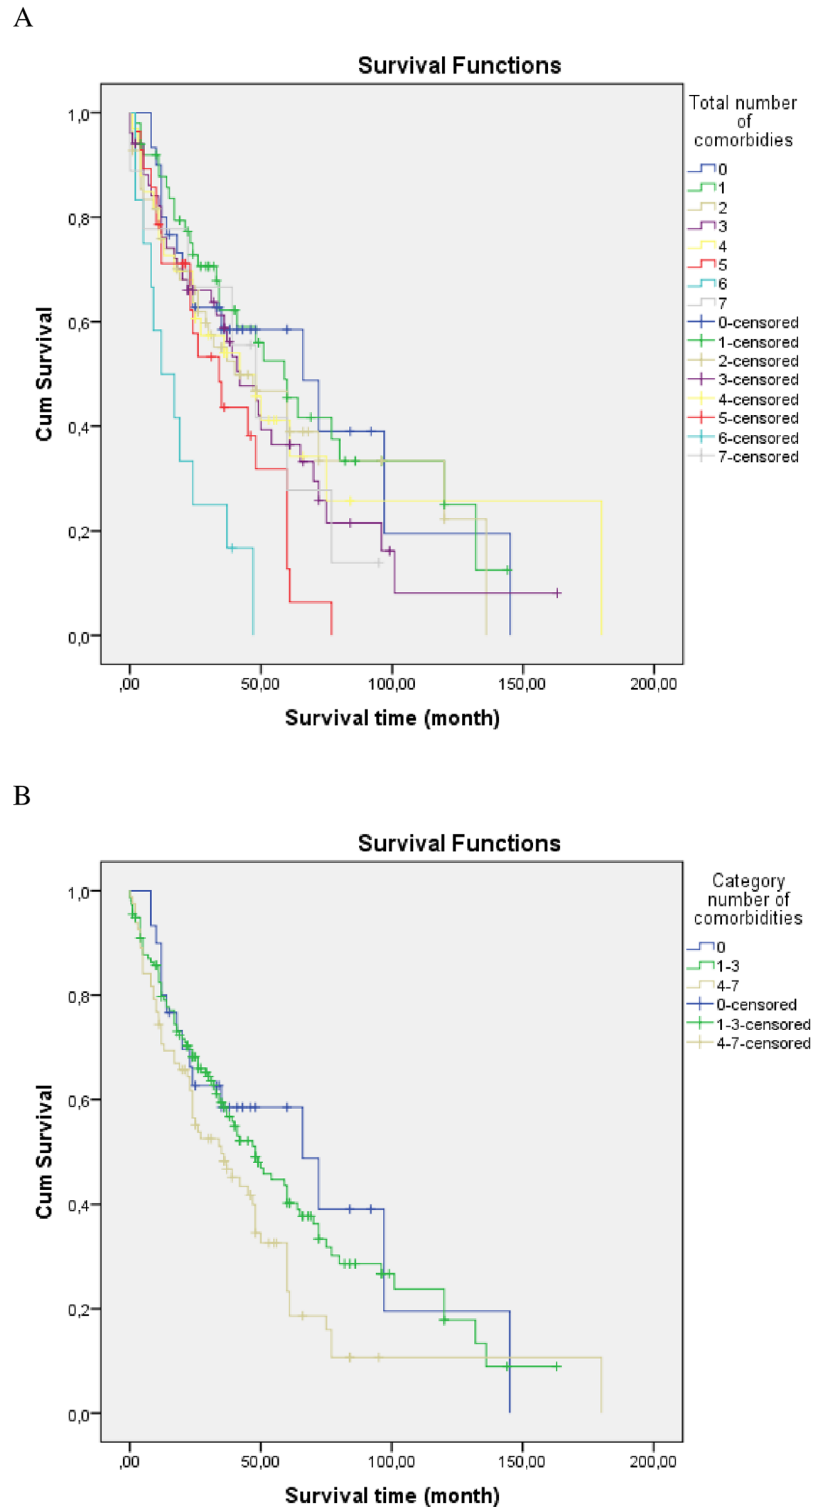 A
Survival Functions
Total number
of
comorbidies
0
1
2
3
4
5
6
7
0-censored
1-censored
2-censored
3-censored
4-censored
5-censored
6-censored
7-censored
1,0
0,8
0,6
0,4
0,2
0,0
Cum Survival
,00 50,00 100,00 150,00 200,00
Survival time (month)
B
Survival Functions
Category
number of
comorbidities
0
1-3
4-7
0-censored
1-3-censored
4-7-censored
1,0
0,8
0,6
0,4
0,2
0,0
Cum Survival
,00 50,00 100,00 150,00 200,00
Survival time (month)